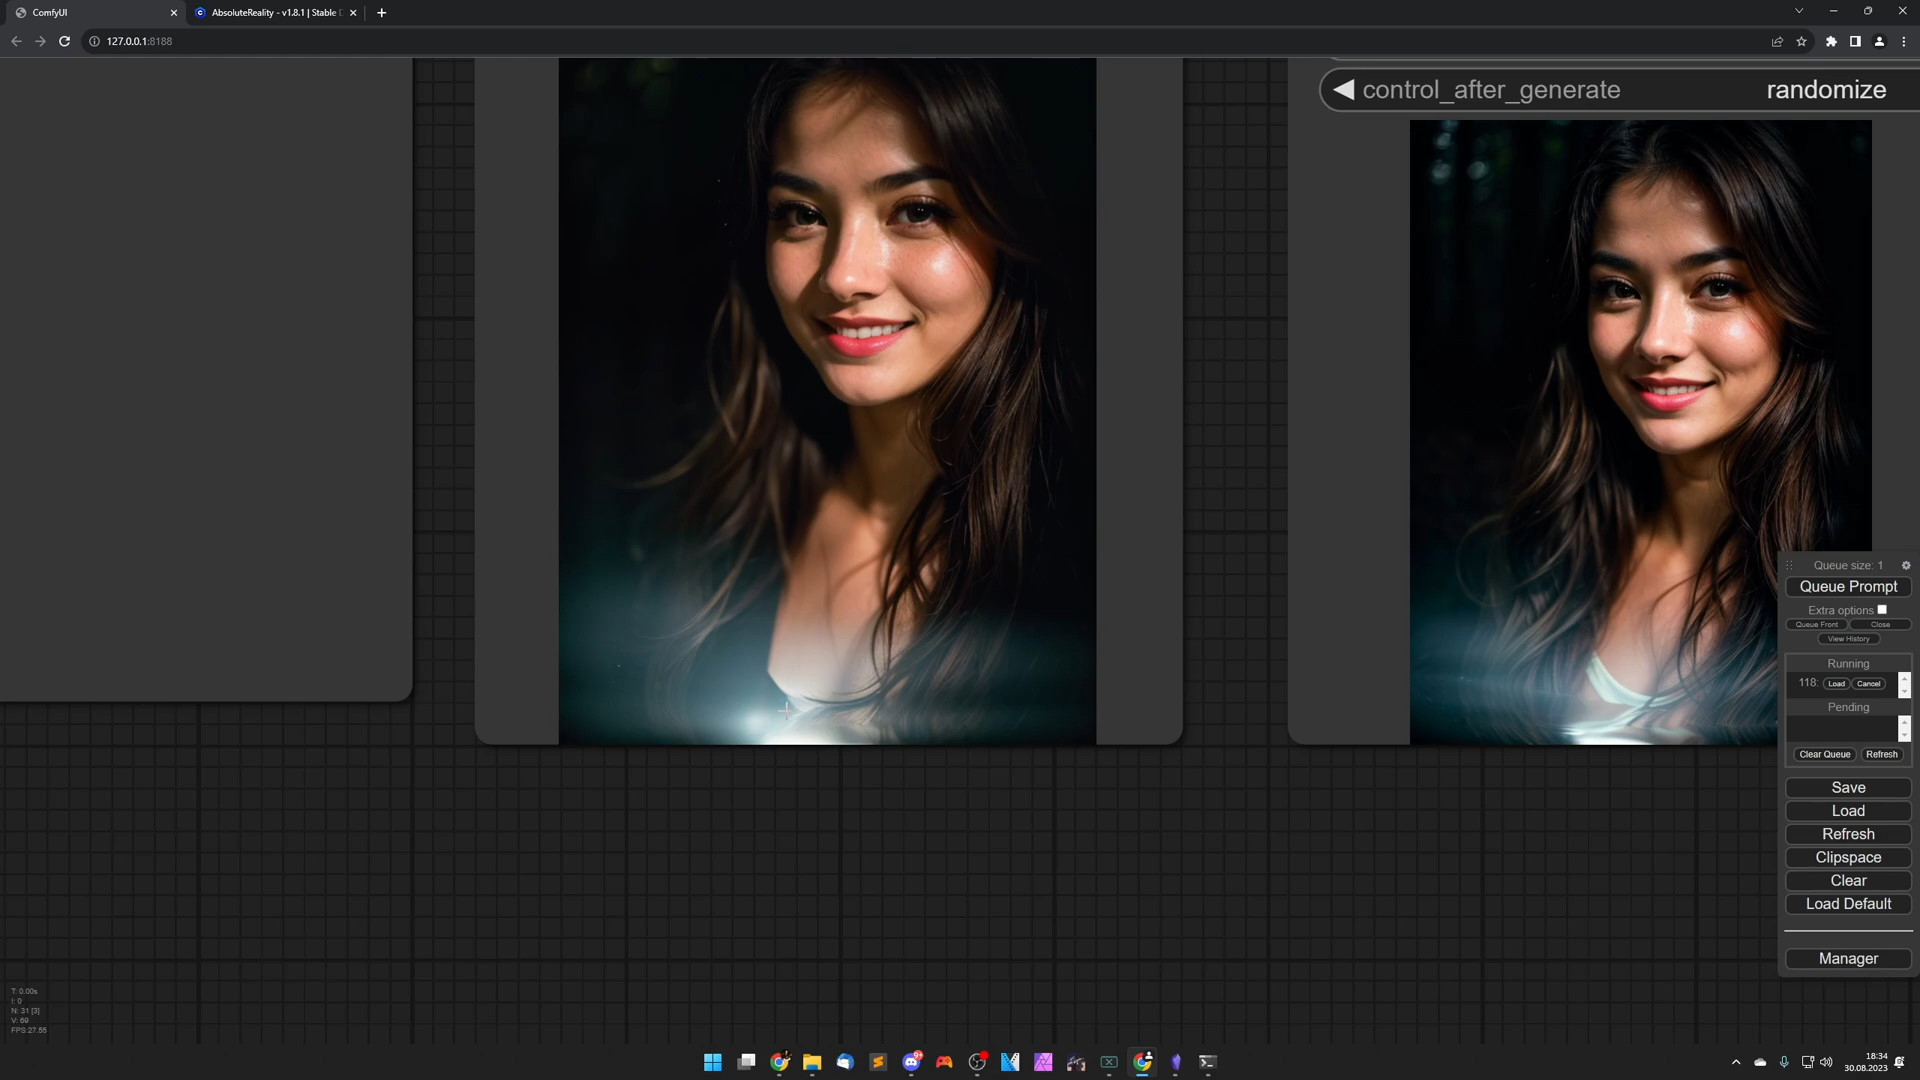 ComfyUI
AbsoluteReality - v1.8.1 | Stable D
127.0.0.1:8188
control_after_generate randomize
Queue size: 1
Queue Prompt
Extra options
Queue Front Close
View History
Running
118: Load Cancel
Pending
Clear Queue Refresh
Save
Load
Refresh
Clipspace
Clear
Load Default
Manager
T: 0.00s
I: 0
N: 31 [3]
V: 69
FPS:27.55
9+
18:34
30.08.2023